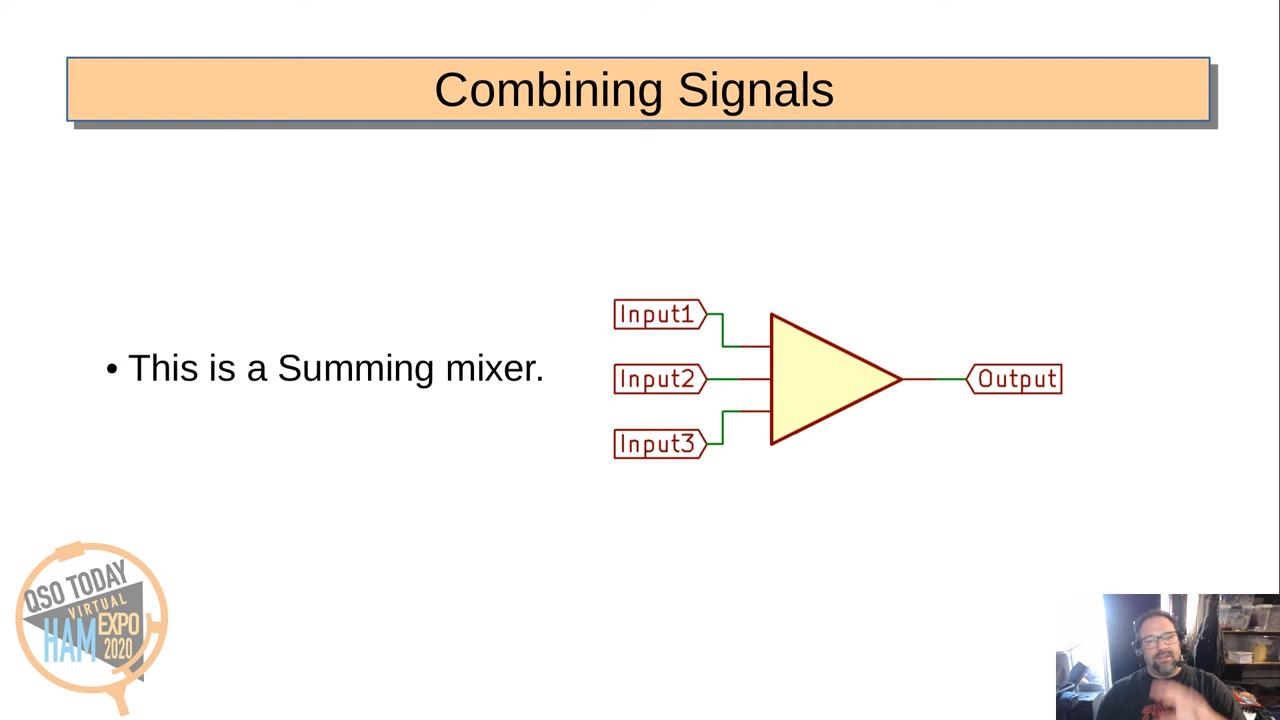 Combining Signals
• This is a Summing mixer.
Input1
Input2
Input3
Output
QSO TODAY
VIRTUAL
HAM EXPO
2020